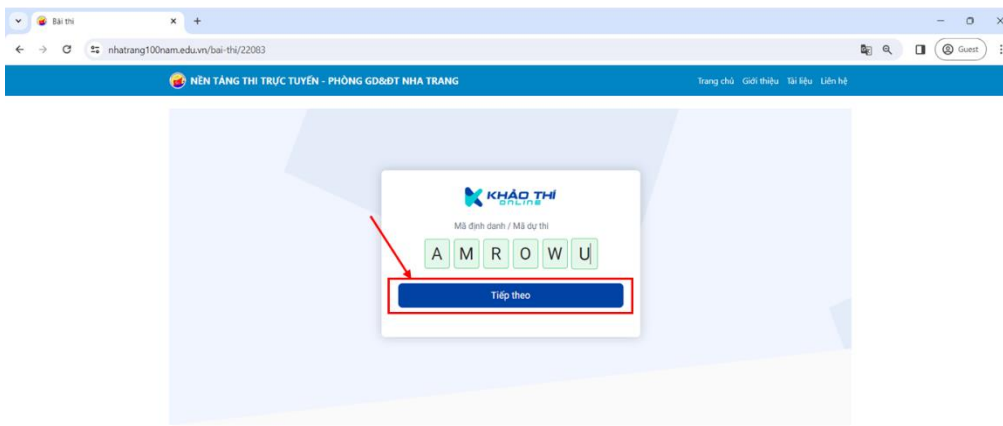 Bài thi
nhatrang100nam.edu.vn/bai-thi/22083
Guest
NỀN TẢNG THI TRỰC TUYẾN - PHÒNG GD&ĐT NHA TRANG
Trang chủ Giới thiệu Tài liệu Liên hệ
KHẢO THÍ
ONLINE
Mã định danh / Mã dự thi
A M R O W U
Tiếp theo